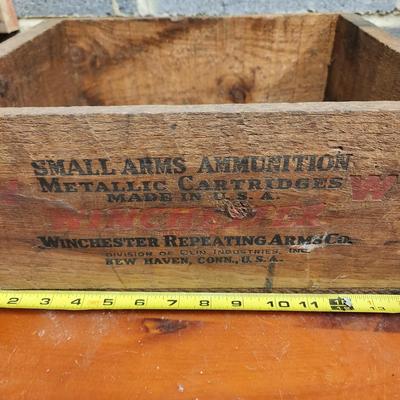 SMALL ARMS AMMUNITION
METALLIC CARTRIDGES
MADE IN U.S.A.
WINCHESTER W
WINCHESTER REPEATING ARMS CO.
DIVISION OF OLIN INDUSTRIES, INC.
NEW HAVEN, CONN., U.S.A.
2 3 4 5 6 7 8 9 10 11 13